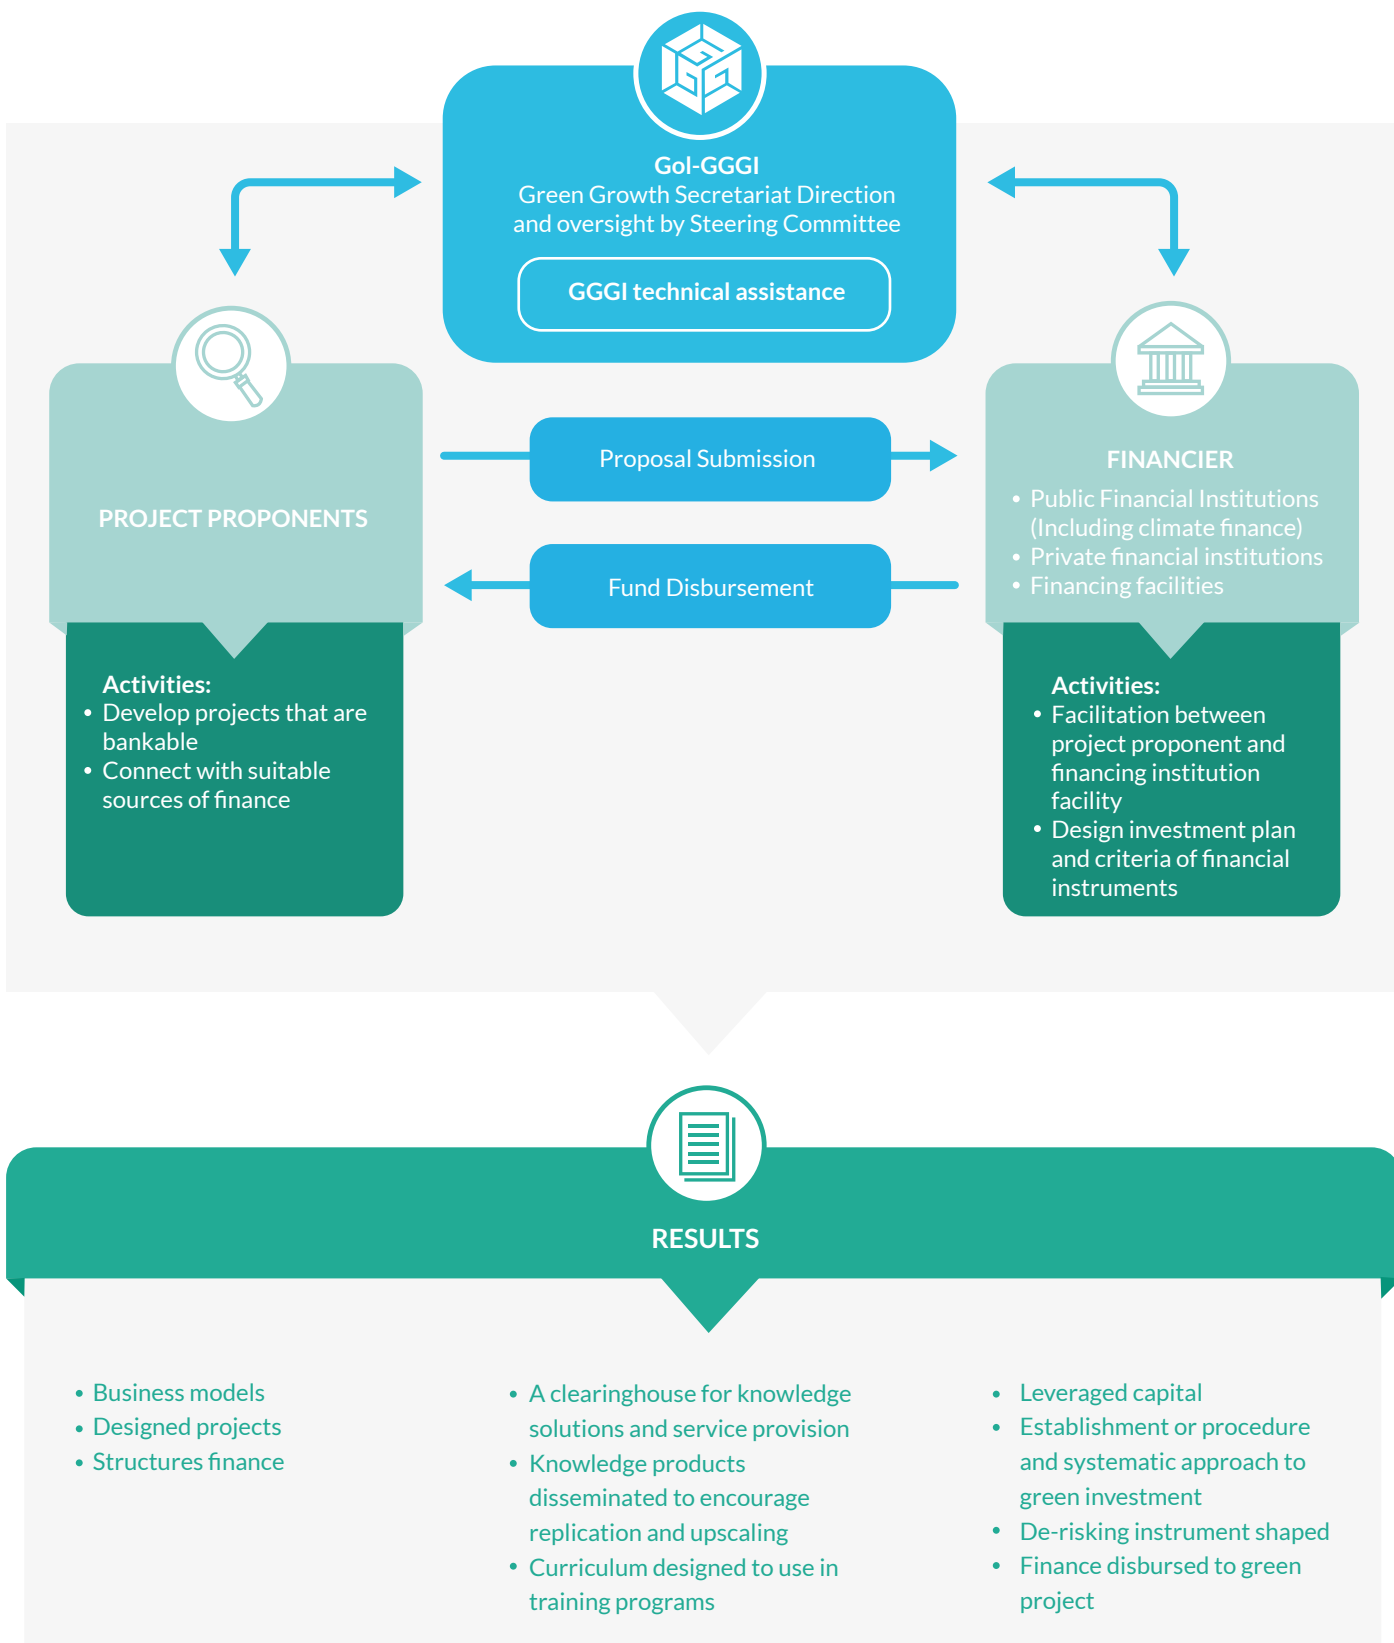 GoI-GGGI
Green Growth Secretariat Direction
and oversight by Steering Committee
GGGI technical assistance
PROJECT PROPONENTS
Activities:
• Develop projects that are
bankable
• Connect with suitable
sources of finance
Proposal Submission
Fund Disbursement
FINANCIER
• Public Financial Institutions
(Including climate finance)
• Private financial institutions
• Financing facilities
Activities:
• Facilitation between
project proponent and
financing institution
facility
• Design investment plan
and criteria of financial
instruments
RESULTS
• Business models
• Designed projects
• Structures finance
• A clearinghouse for knowledge
solutions and service provision
• Knowledge products
disseminated to encourage
replication and upscaling
• Curriculum designed to use in
training programs
• Leveraged capital
• Establishment or procedure
and systematic approach to
green investment
• De-risking instrument shaped
• Finance disbursed to green
project